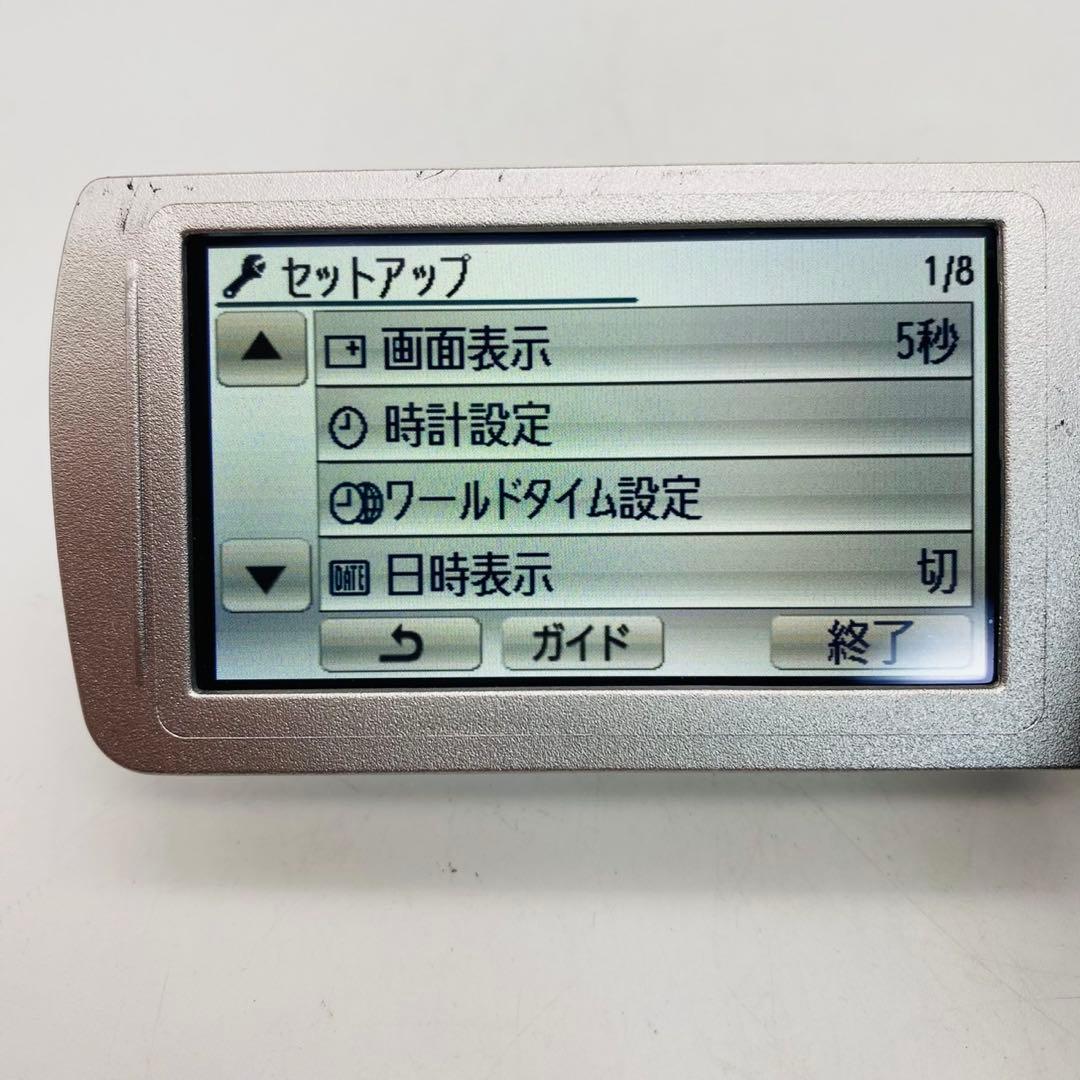 セットアップ 1/8
画面表示 5秒
時計設定
ワールドタイム設定
DATE 日時表示 切
ガイド 終了